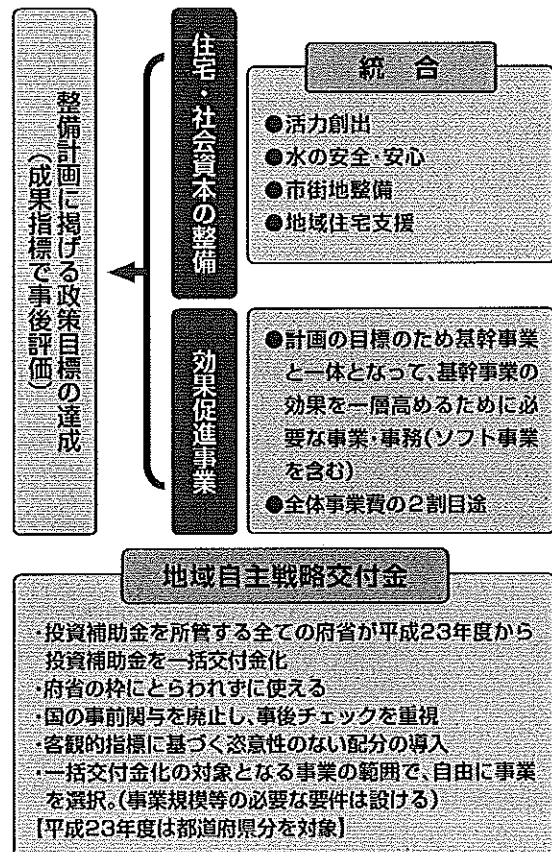 整備計画に掲げる政策目標の達成
（成果指標で事後評価）
住宅・社会資本の整備
統合
●活力創出
●水の安全・安心
●市街地整備
●地域住宅支援
効果促進事業
●計画の目標のため基幹事業
と一体となって、基幹事業の
効果を一層高めるために必
要な事業・事務（ソフト事業
を含む）
●全体事業費の２割目途
地域自主戦略交付金
・投資補助金を所管する全ての府省が平成23年度から
投資補助金を一括交付金化
・府省の枠にとらわれずに使える
・国の事前関与を廃止し、事後チェックを重視
・客観的指標に基づく恣意性のない配分の導入
・一括交付金化の対象となる事業の範囲で、自由に事業
を選択。（事業規模等の必要な要件は設ける）
【平成23年度は都道府県分を対象】